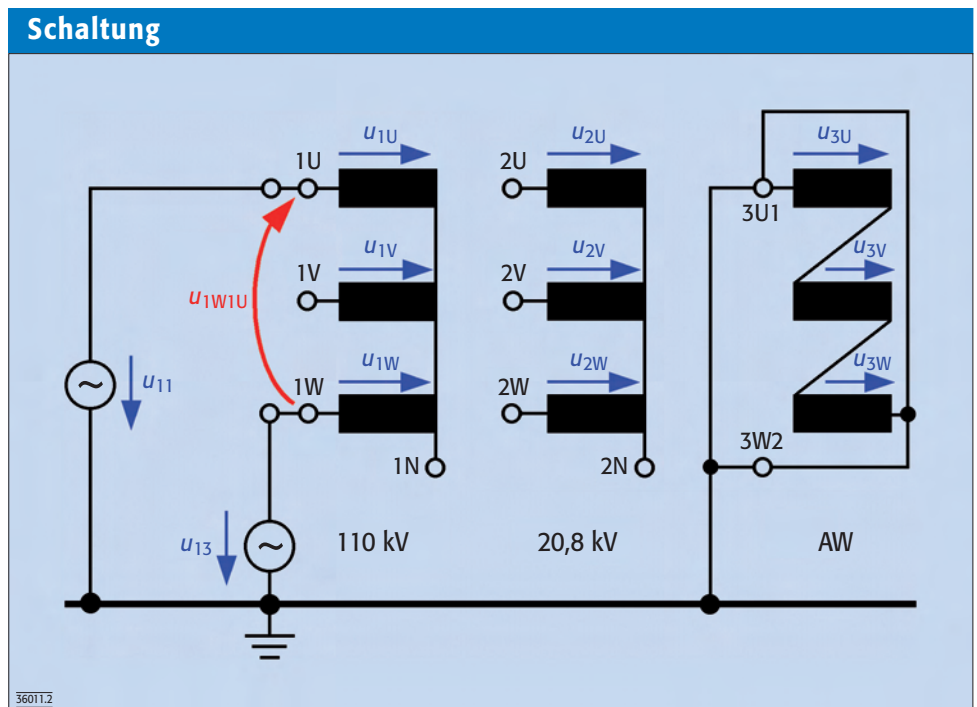 Schaltung
u1U
u2U
u3U
1U
2U
3U1
u1V
u2V
u3V
1V
2V
u1W1U
u1W
u2W
u3W
1W
2W
~
u11
3W2
1N
2N
u13
~
110 kV
20,8 kV
AW
36011.2